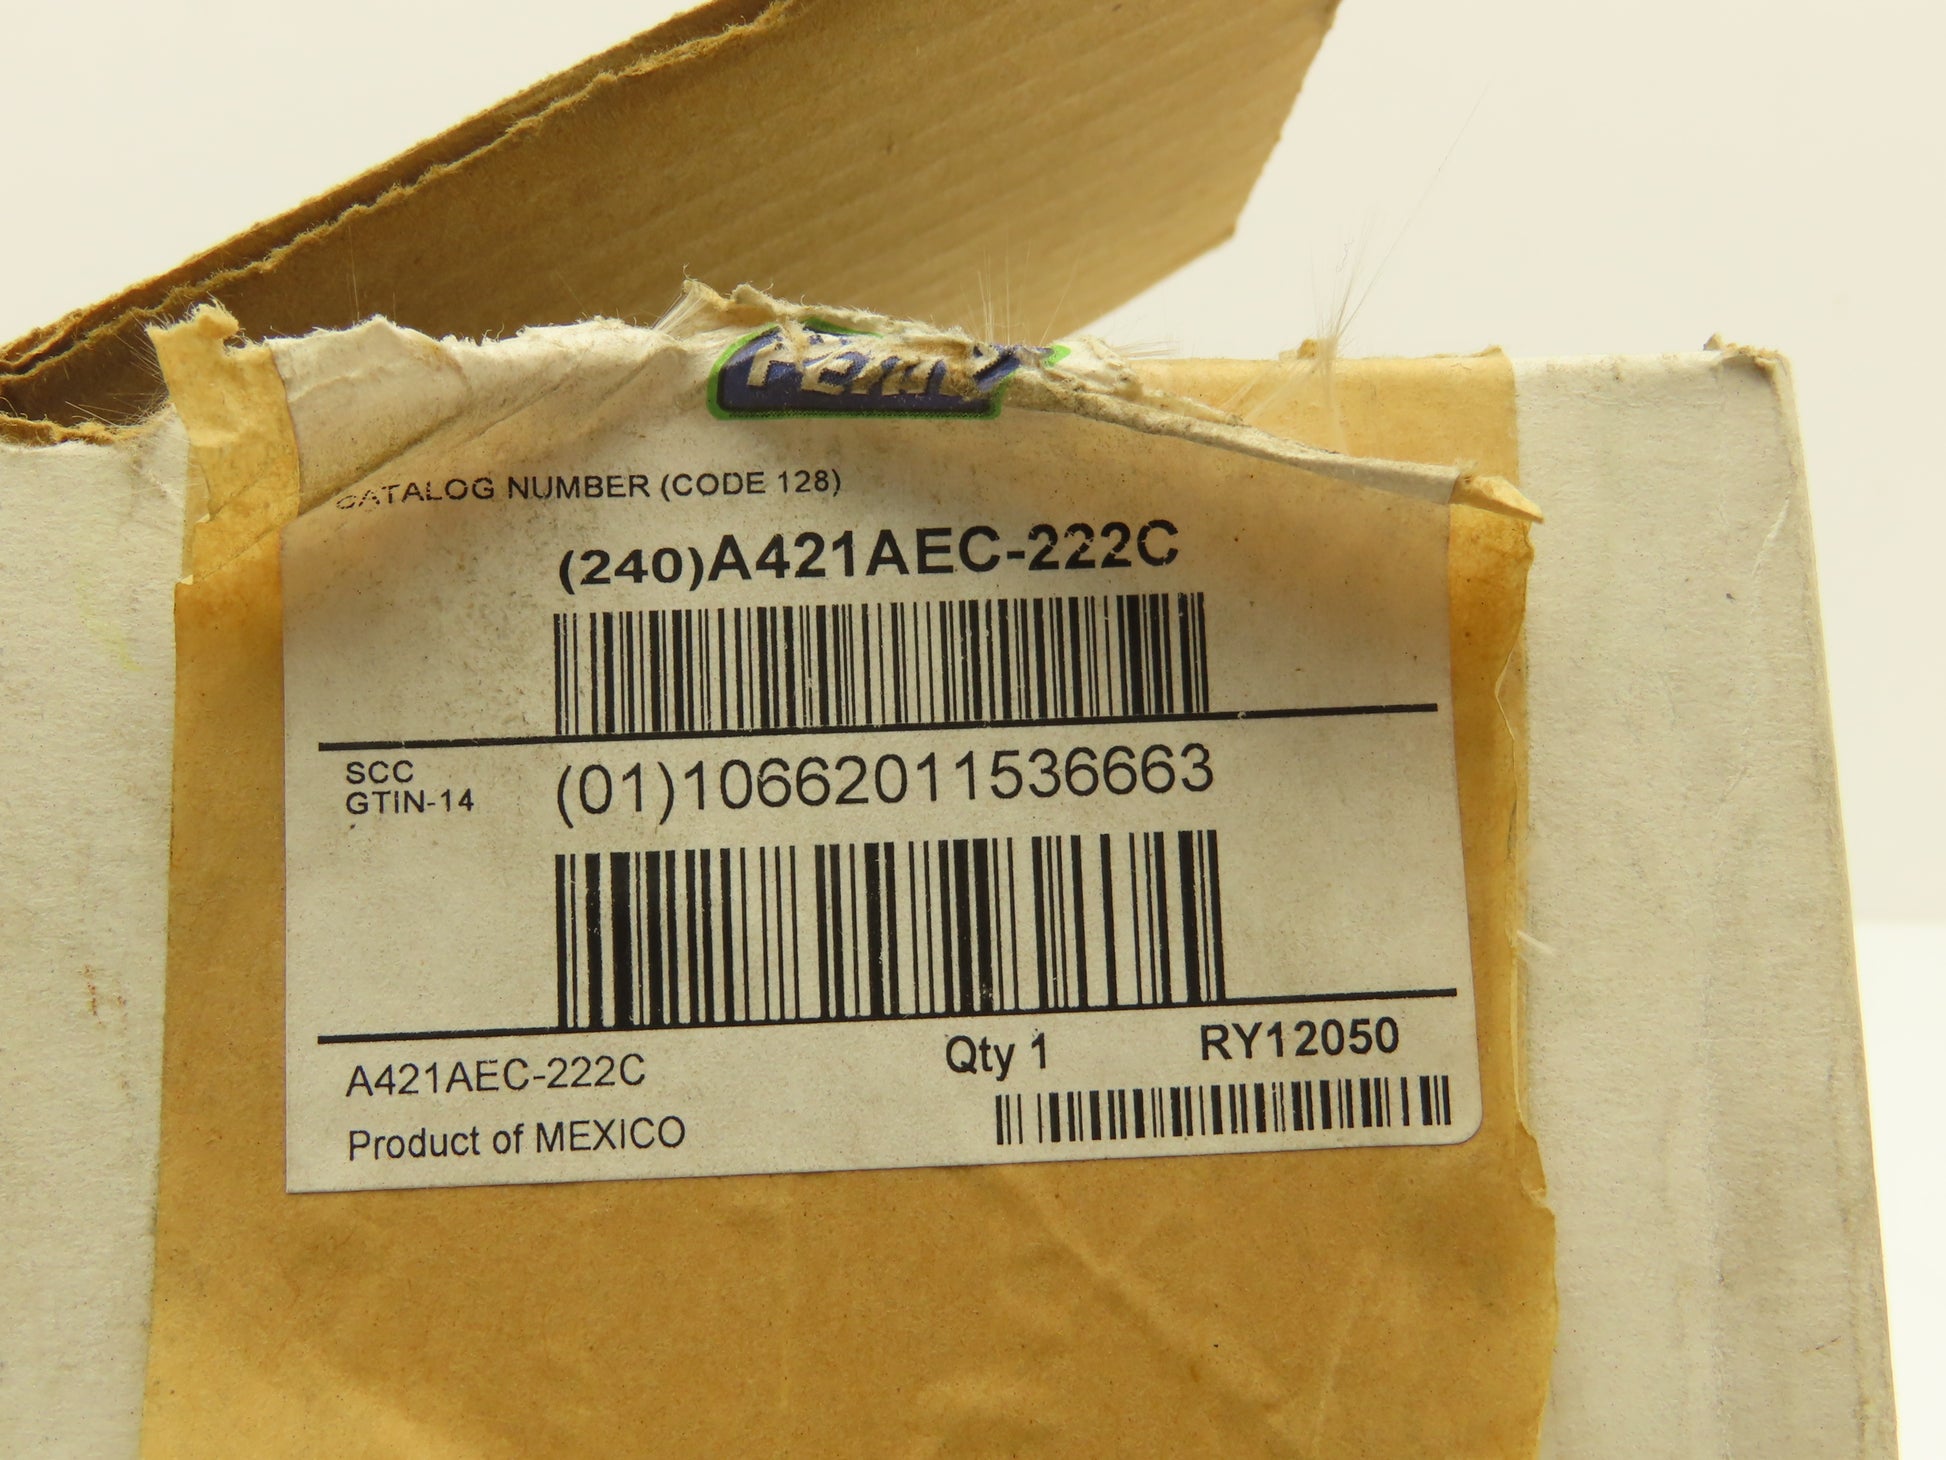 Penn
CATALOG NUMBER (CODE 128)
(240)A421AEC-222C
SCC
GTIN-14
(01)10662011536663
A421AEC-222C
Qty 1
RY12050
Product of MEXICO